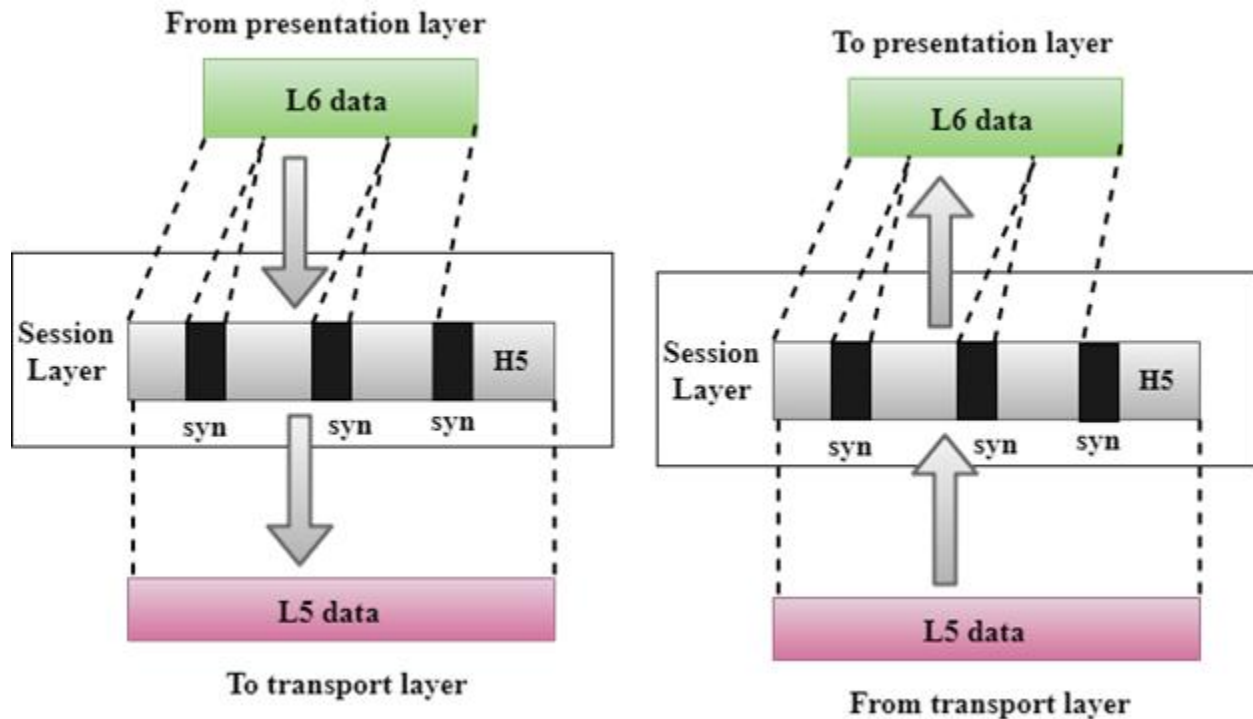 From presentation layer
L6 data
Session
Layer
H5
syn
syn
syn
L5 data
To transport layer
To presentation layer
L6 data
Session
Layer
H5
syn
syn
syn
L5 data
From transport layer